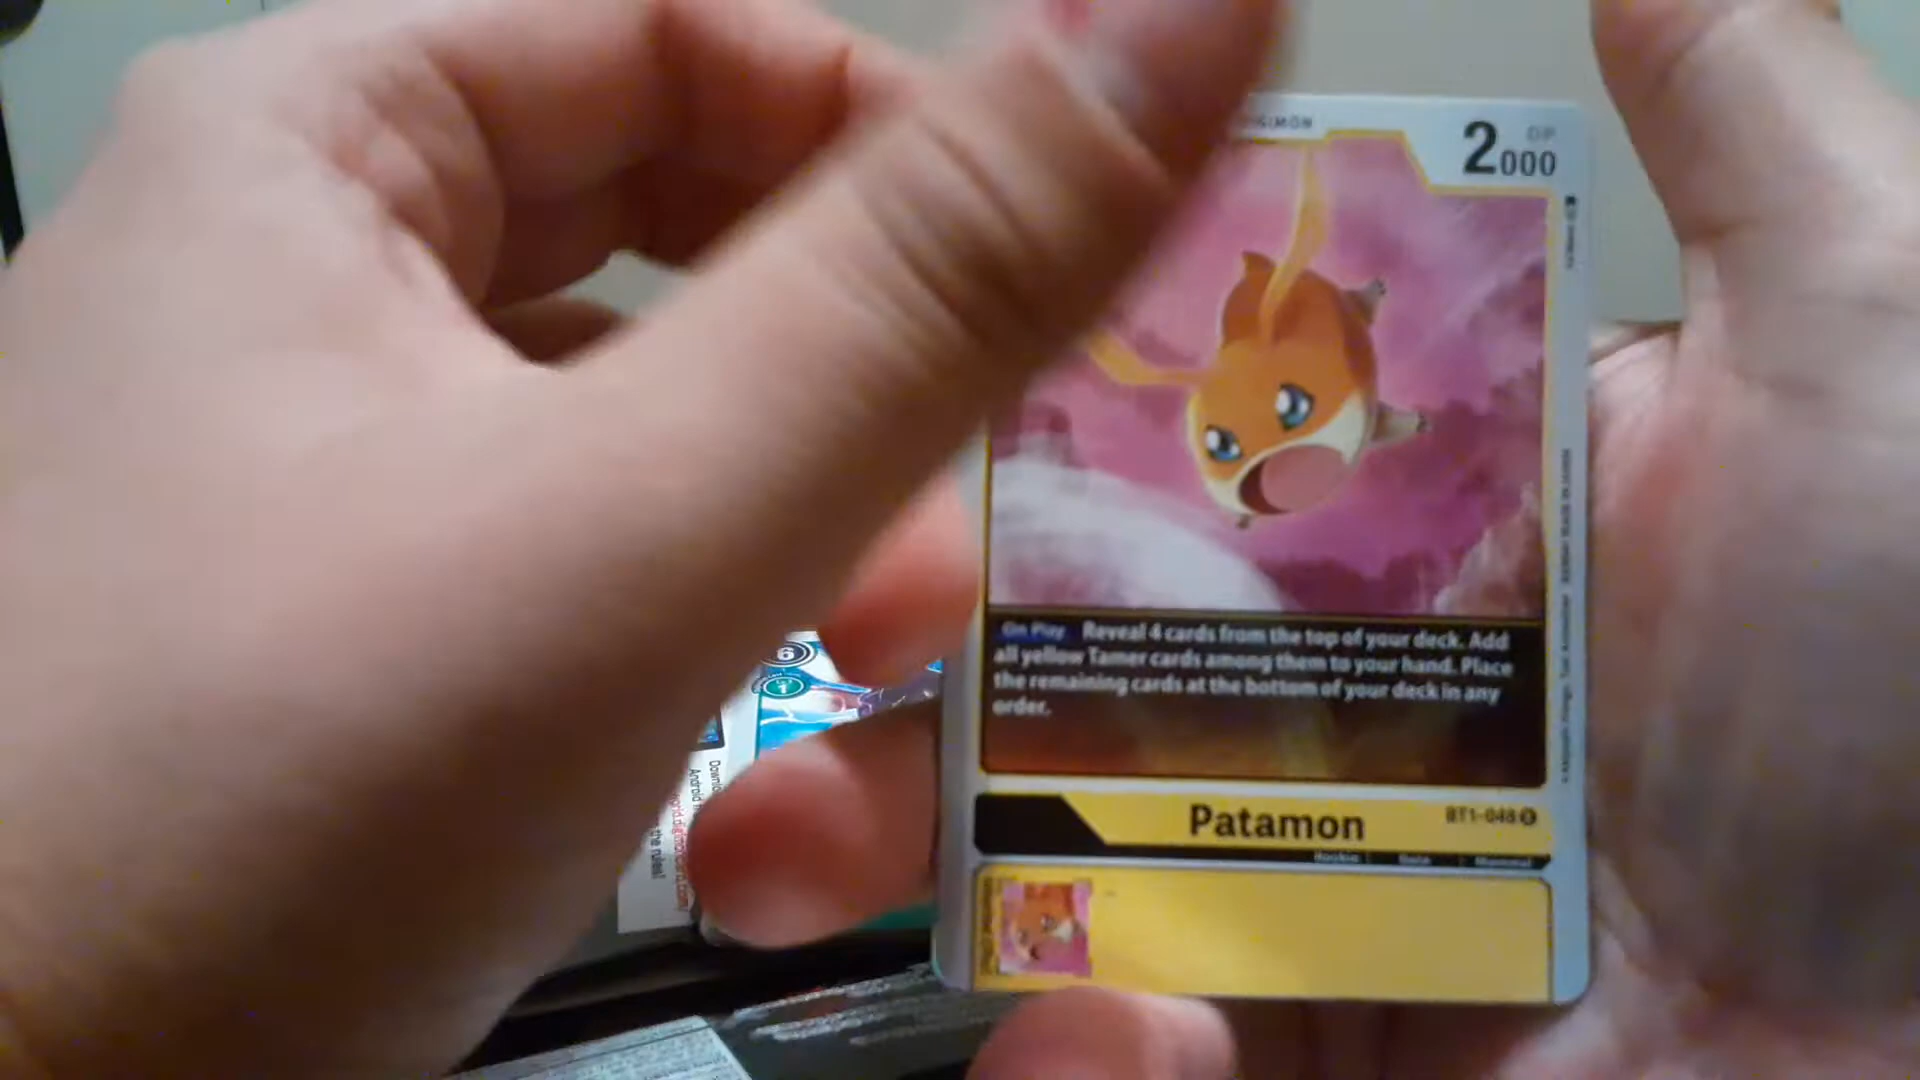 DIGIMON
DP
2000
On Play Reveal 4 cards from the top of your deck. Add
all yellow Tamer cards among them to your hand. Place
the remaining cards at the bottom of your deck in any
order.
Patamon
BT1-048
Rookie
Data
Mammal
6
Android
the rules!